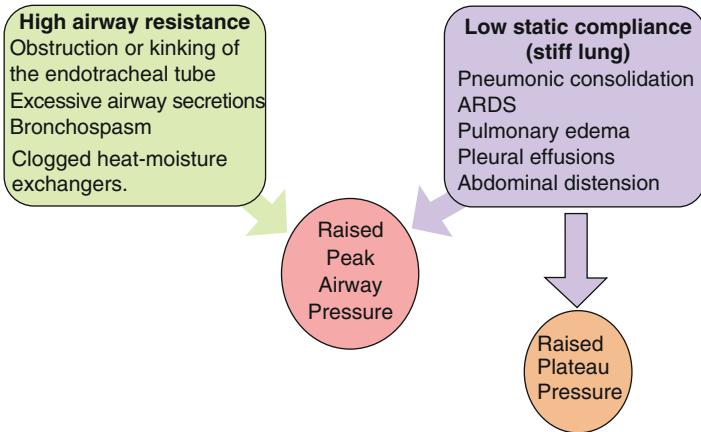 High airway resistance
Obstruction or kinking of
the endotracheal tube
Excessive airway secretions
Bronchospasm
Clogged heat-moisture
exchangers.
Low static compliance
(stiff lung)
Pneumonic consolidation
ARDS
Pulmonary edema
Pleural effusions
Abdominal distension
Raised
Peak
Airway
Pressure
Raised
Plateau
Pressure